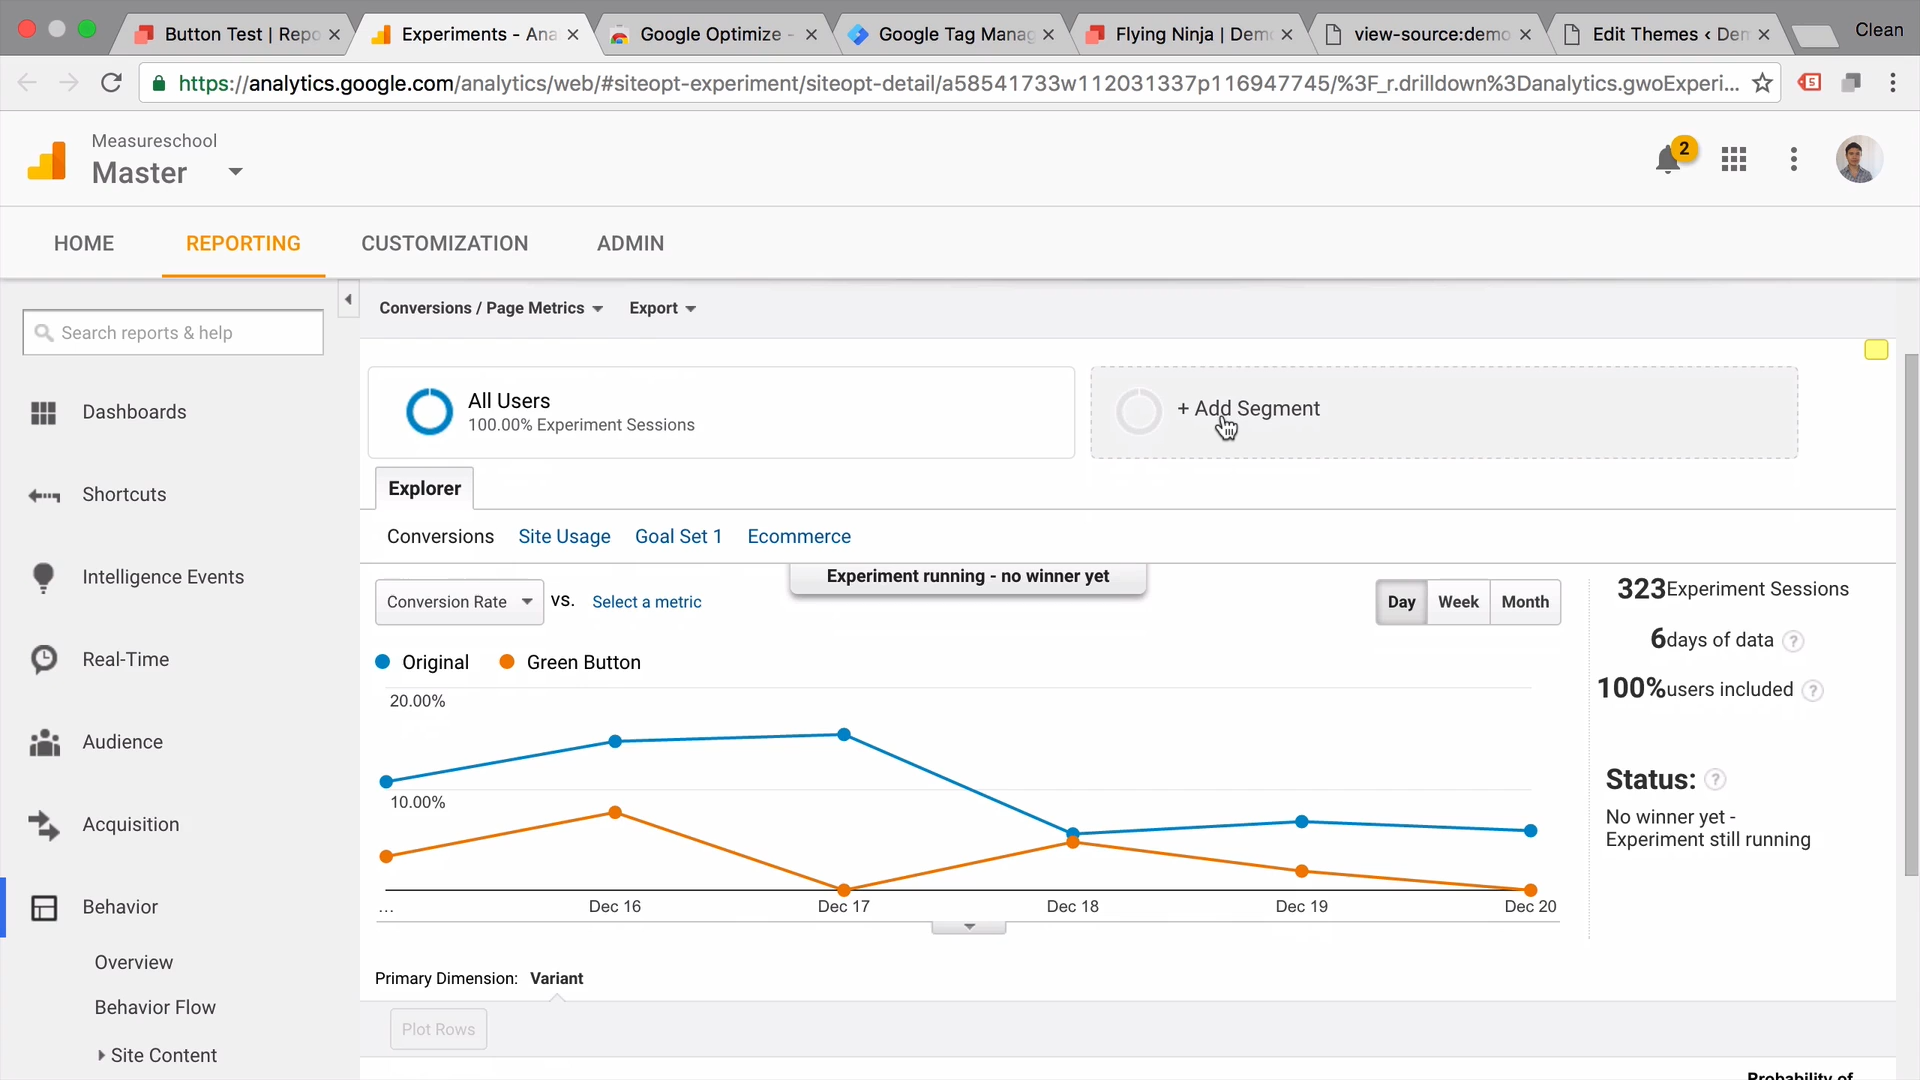 Button Test | Repo
Experiments - Ana
Google Optimize -
Google Tag Manag
Flying Ninja | Demo
view-source:demo
Edit Themes ‹ Dem
Clean
https://analytics.google.com/analytics/web/#siteopt-experiment/siteopt-detail/a58541733w112031337p116947745/%3F_r.drilldown%3Danalytics.gwoExperi...
5
Measureschool
Master
2
HOME
REPORTING
CUSTOMIZATION
ADMIN
Search reports & help
Dashboards
Shortcuts
Intelligence Events
Real-Time
Audience
Acquisition
Behavior
Overview
Behavior Flow
Site Content
Conversions / Page Metrics
Export
All Users
100.00% Experiment Sessions
+ Add Segment
Explorer
Conversions
Site Usage
Goal Set 1
Ecommerce
Experiment running - no winner yet
Conversion Rate
VS.
Select a metric
Day
Week
Month
Original
Green Button
20.00%
10.00%
...
Dec 16
Dec 17
Dec 18
Dec 19
Dec 20
323 Experiment Sessions
6 days of data ?
100% users included ?
Status: ?
No winner yet -
Experiment still running
Primary Dimension: Variant
Plot Rows
Probability of